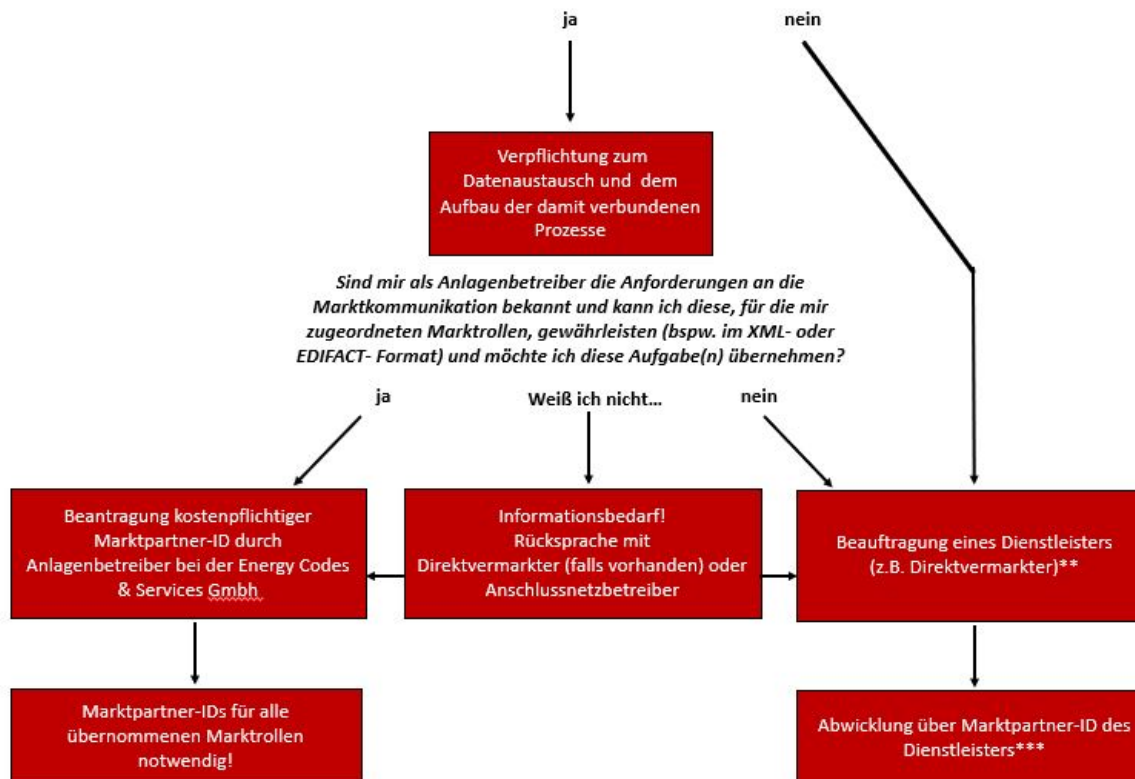 ja
nein
Verpflichtung zum
Datenaustausch und dem
Aufbau der damit verbundenen
Prozesse
Sind mir als Anlagenbetreiber die Anforderungen an die
Marktkommunikation bekannt und kann ich diese, für die mir
zugeordneten Marktrollen, gewährleisten (bspw. im XML- oder
EDIFACT- Format) und möchte ich diese Aufgabe(n) übernehmen?
ja
Weiß ich nicht...
nein
Beantragung kostenpflichtiger
Marktpartner-ID durch
Anlagenbetreiber bei der Energy Codes
& Services Gmbh
Informationsbedarf!
Rücksprache mit
Direktvermarkter (falls vorhanden) oder
Anschlussnetzbetreiber
Beauftragung eines Dienstleisters
(z.B. Direktvermarkter)**
Marktpartner-IDs für alle
übernommenen Marktrollen
notwendig!
Abwicklung über Marktpartner-ID des
Dienstleisters***